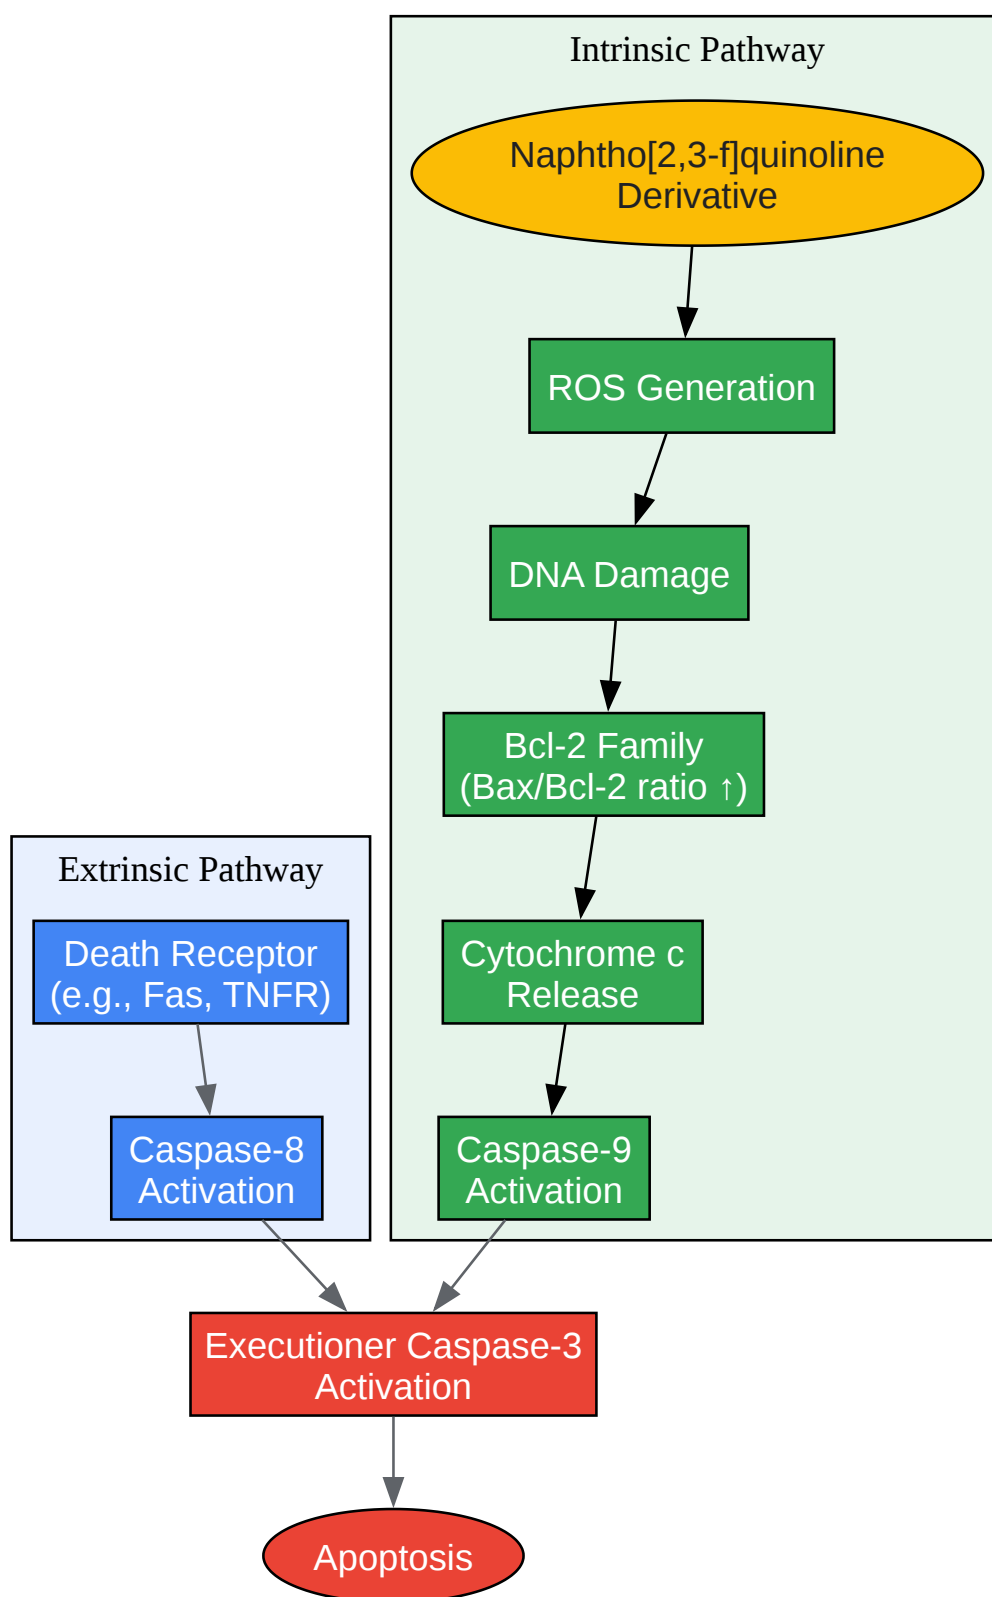 Intrinsic Pathway
Naphtho[2,3-f]quinoline
Derivative
ROS Generation
DNA Damage
Bcl-2 Family
(Bax/Bcl-2 ratio ↑)
Cytochrome c
Release
Caspase-9
Activation
Extrinsic Pathway
Death Receptor
(e.g., Fas, TNFR)
Caspase-8
Activation
Executioner Caspase-3
Activation
Apoptosis